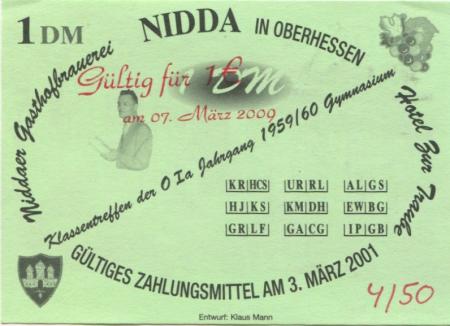 1 DM
NIDDA IN OBERHESSEN
Niddaer Gasthofbrauerei
Gültig für 1€
DM
am 07. März 2009
Klassentreffen der O Ia Jahrgang 1959/60 Gymnasium
Hotel Zur Traube
KR|HCS UR|RL AL|GS
HJ|KS KM|DH EW|BG
GR|LF GA|CG IP|GB
GÜLTIGES ZAHLUNGSMITTEL AM 3. MÄRZ 2001
4/50
Entwurf: Klaus Mann